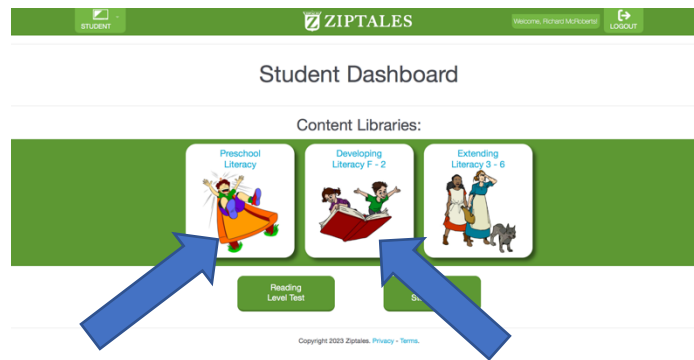 STUDENT
ZIPTALES
Welcome, Richard McRoberts!
LOGOUT
Student Dashboard
Content Libraries:
Preschool
Literacy
Developing
Literacy F - 2
Extending
Literacy 3 - 6
Reading
Level Test
Copyright 2023 Ziptales. Privacy - Terms.